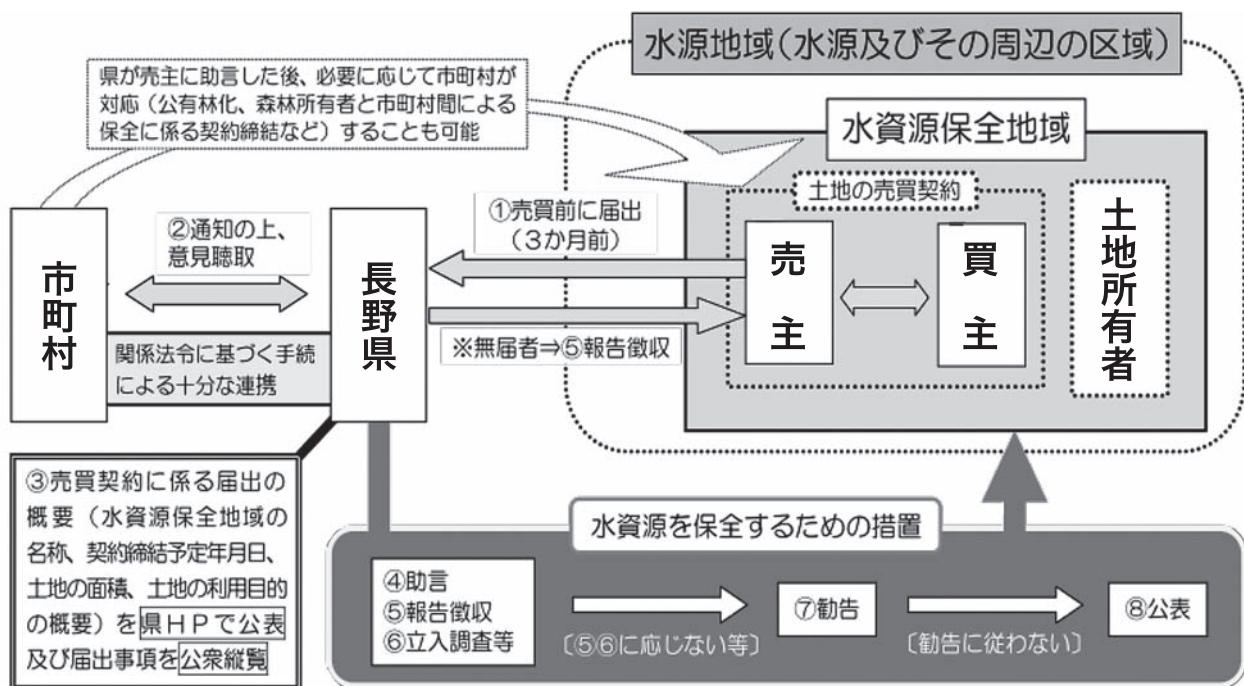 水源地域（水源及びその周辺の区域）
県が売主に助言した後、必要に応じて市町村が
対応（公有林化、森林所有者と市町村間による
保全に係る契約締結など）することも可能
水資源保全地域
土地の売買契約
①売買前に届出
（３か月前）
②通知の上、
意見聴取
市町村
長野県
売主
買主
土地所有者
※無届者⇒⑤報告徴収
関係法令に基づく手続
による十分な連携
③売買契約に係る届出の
概要（水資源保全地域の
名称、契約締結予定年月日、
土地の面積、土地の利用目的
の概要）を県ＨＰで公表
及び届出事項を公衆縦覧
水資源を保全するための措置
④助言
⑤報告徴収
⑥立入調査等
〔⑤⑥に応じない等〕
⑦勧告
〔勧告に従わない〕
⑧公表